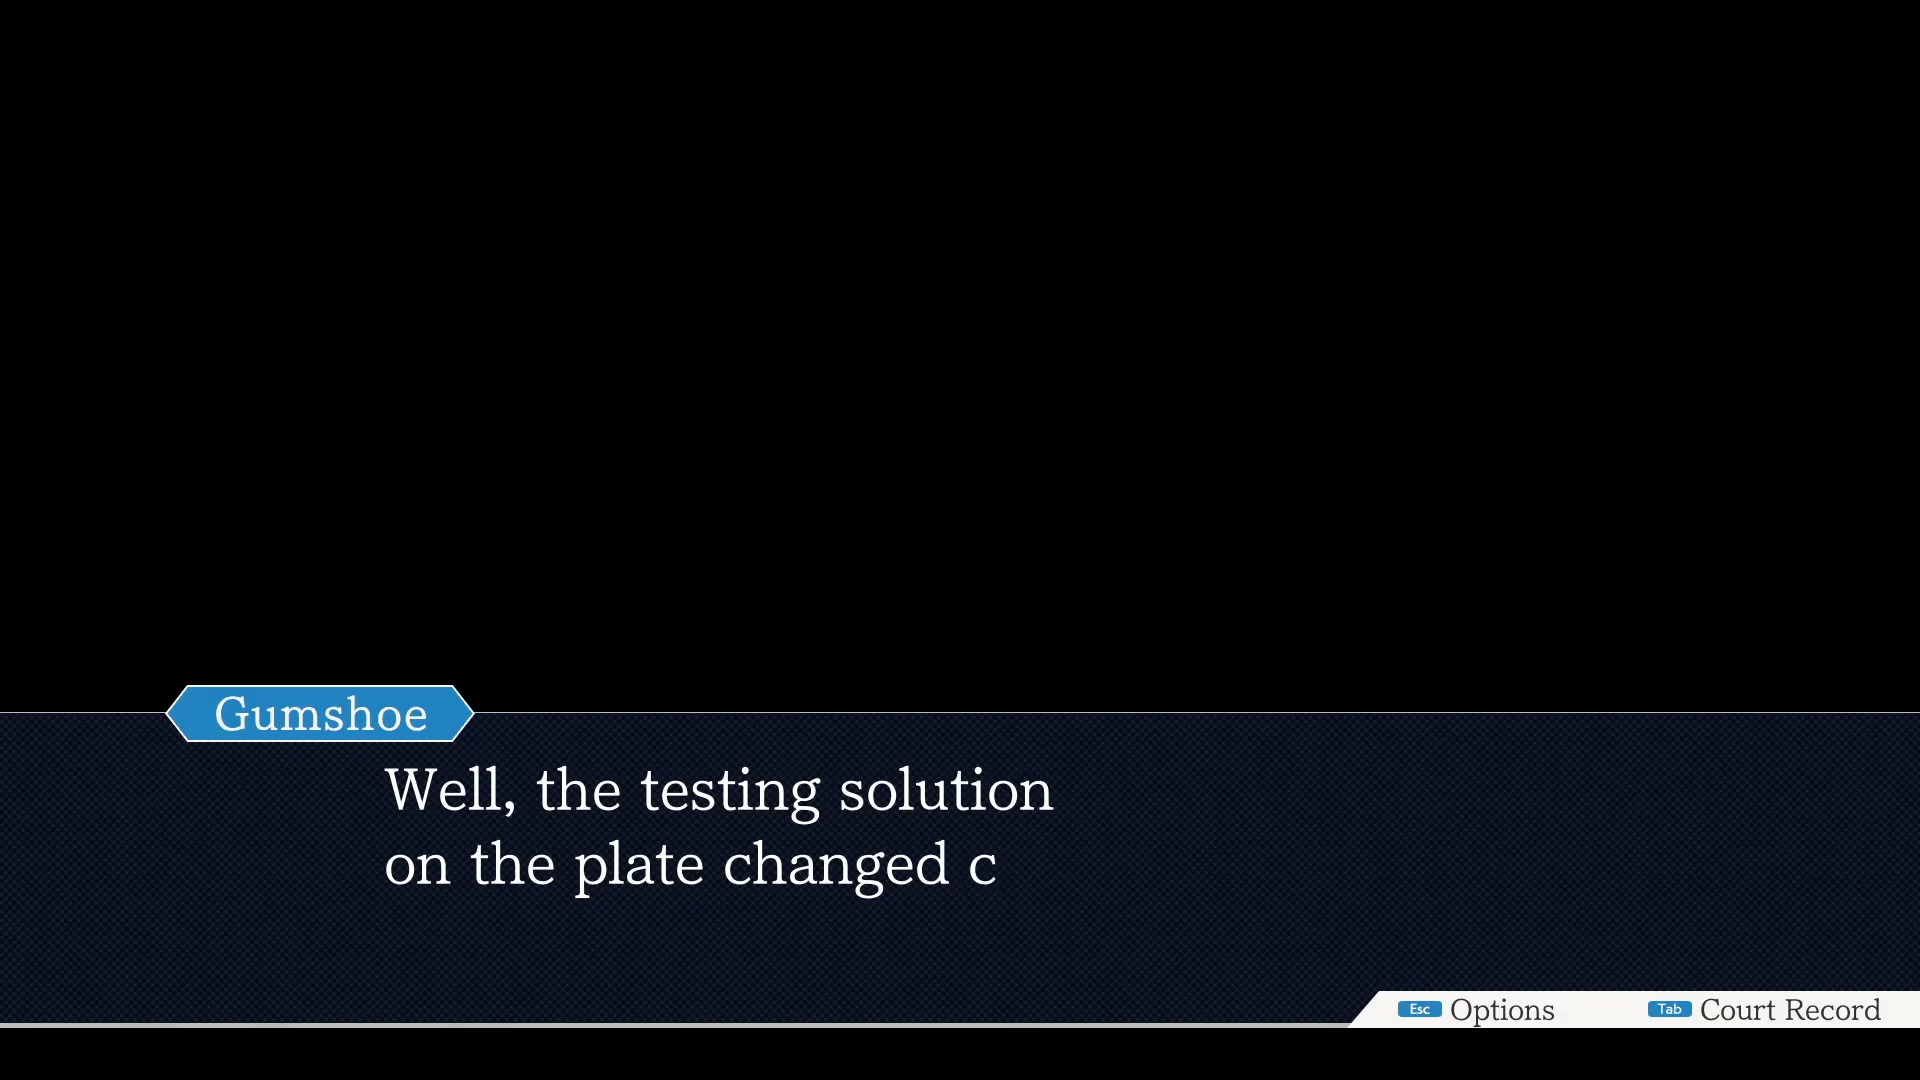 Gumshoe
Well, the testing solution
on the plate changed c
Esc Options Tab Court Record